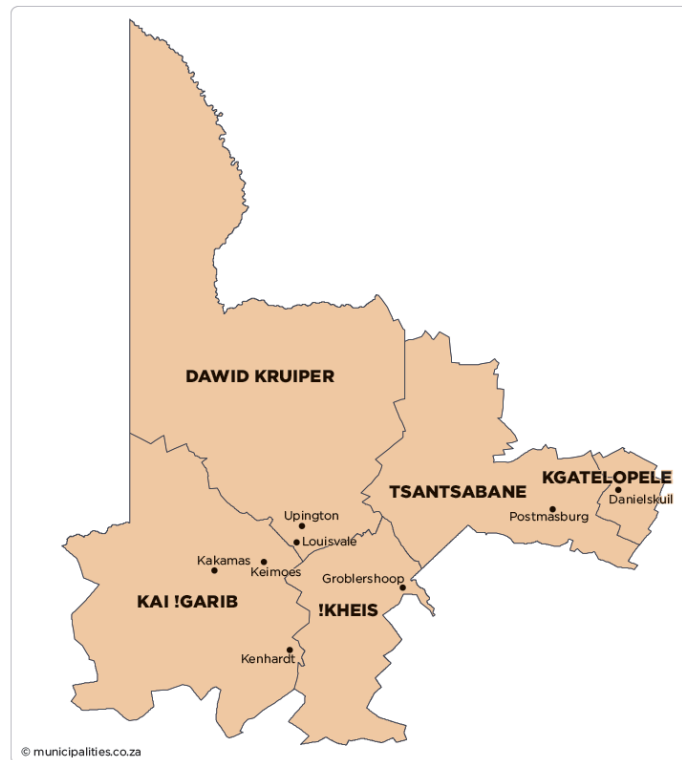 DAWID KRUIPER
KGATELOPELE
TSANTSABANE
Danielskuil
Postmasburg
Upington
Louisvale
Kakamas
Keimoes
Groblershoop
KAI !GARIB
!KHEIS
Kenhardt
© municipalities.co.za